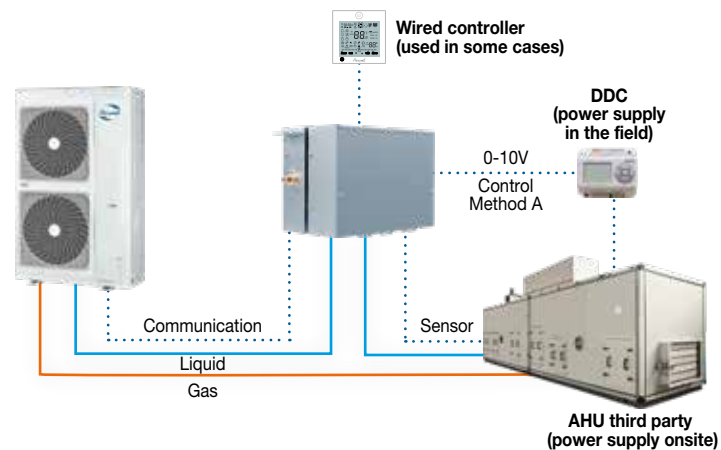 Wired controller
(used in some cases)
DDC
(power supply
in the field)
0-10V
Control
Method A
Communication
Sensor
Liquid
Gas
AHU third party
(power supply onsite)